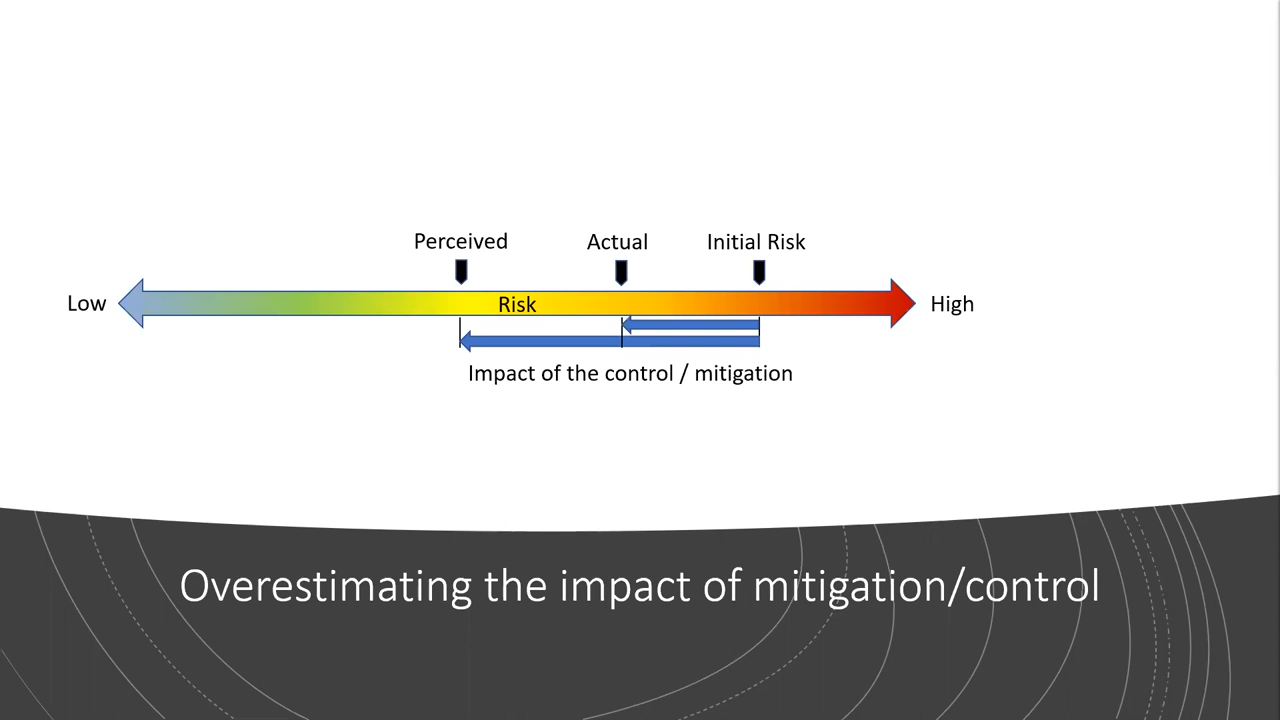 Perceived
Actual
Initial Risk
Low
Risk
High
Impact of the control / mitigation
Overestimating the impact of mitigation/control